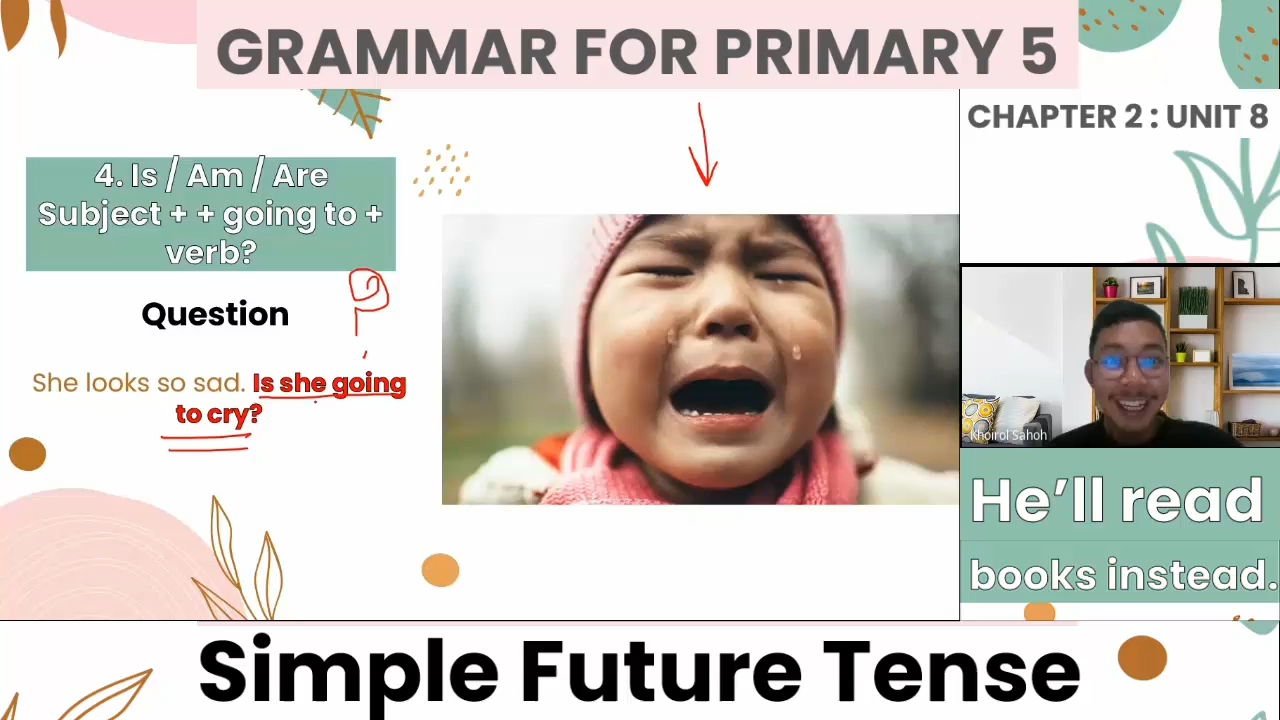 GRAMMAR FOR PRIMARY 5
CHAPTER 2 : UNIT 8
4. Is / Am / Are
Subject + + going to +
verb?
Question
She looks so sad. Is she going
to cry?
Khoirol Sahoh
He’ll read
books instead.
Simple Future Tense